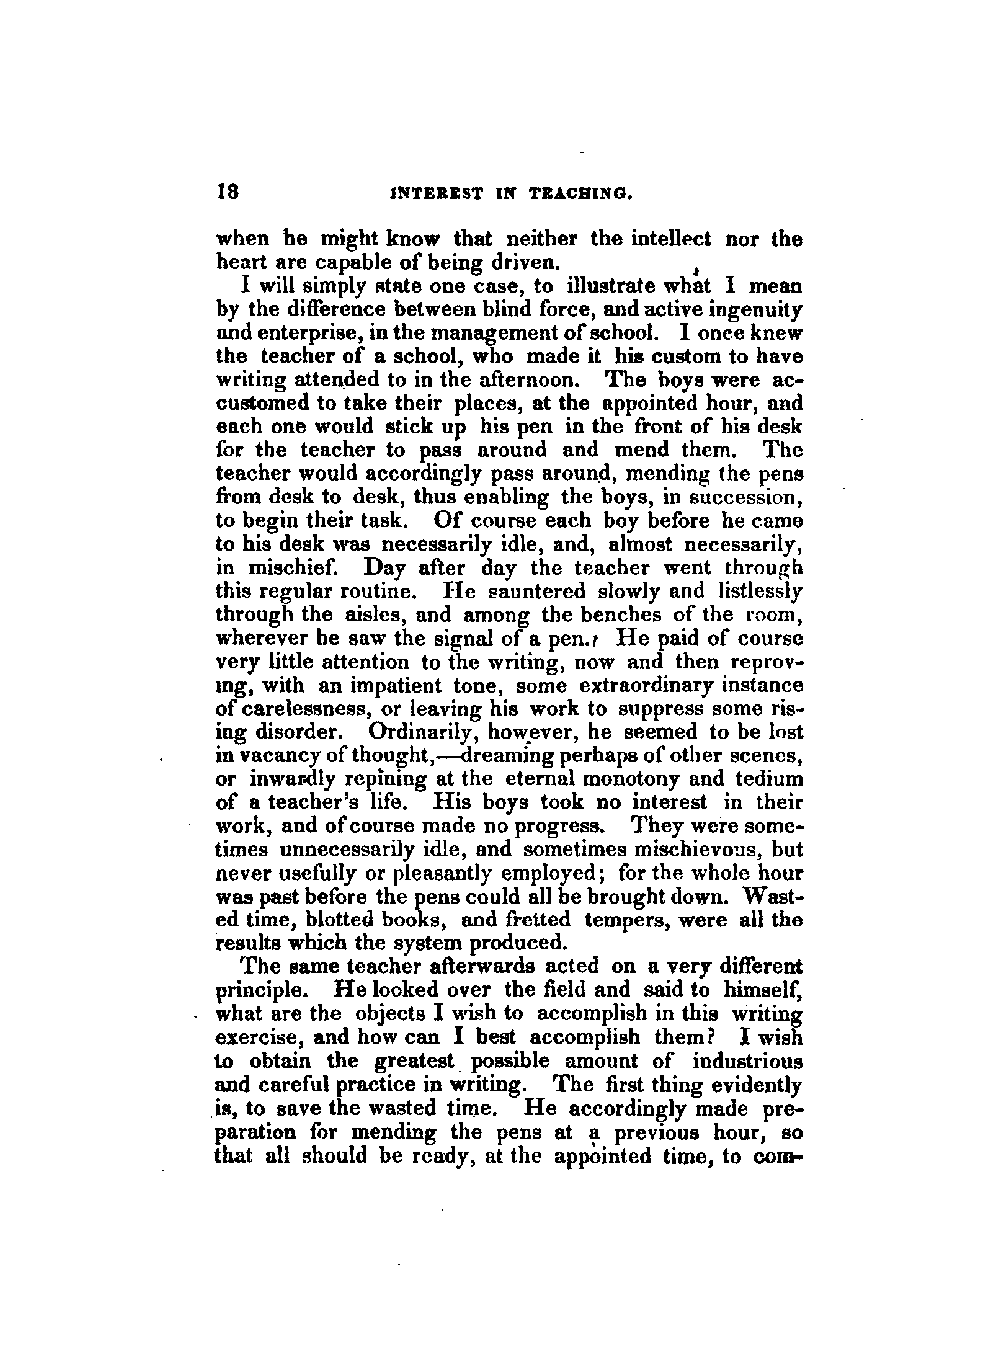 18 INTEREST IN TEACHING.
when he might know that neither the intellect nor the
heart are capable of being driven.
I will simply state one case, to illustrate what I mean
by the difference between blind force, and active ingenuity
and enterprise, in the management of school. I once knew
the teacher of a school, who made it his custom to have
writing attended to in the afternoon. The boys were ac-
customed to take their places, at the appointed hour, and
each one would stick up his pen in the front of his desk
for the teacher to pass around and mend them. The
teacher would accordingly pass around, mending the pens
from desk to desk, thus enabling the boys, in succession,
to begin their task. Of course each boy before he came
to his desk was necessarily idle, and, almost necessarily,
in mischief. Day after day the teacher went through
this regular routine. He sauntered slowly and listlessly
through the aisles, and among the benches of the room,
wherever he saw the signal of a pen. He paid of course
very little attention to the writing, now and then reprov-
ing, with an impatient tone, some extraordinary instance
of carelessness, or leaving his work to suppress some ris-
ing disorder. Ordinarily, however, he seemed to be lost
in vacancy of thought,—dreaming perhaps of other scenes,
or inwardly repining at the eternal monotony and tedium
of a teacher's life. His boys took no interest in their
work, and of course made no progress. They were some-
times unnecessarily idle, and sometimes mischievous, but
never usefully or pleasantly employed; for the whole hour
was past before the pens could all be brought down. Wast-
ed time, blotted books, and fretted tempers, were all the
results which the system produced.
The same teacher afterwards acted on a very different
principle. He looked over the field and said to himself,
what are the objects I wish to accomplish in this writing
exercise, and how can I best accomplish them? I wish
to obtain the greatest possible amount of industrious
and careful practice in writing. The first thing evidently
is, to save the wasted time. He accordingly made pre-
paration for mending the pens at a previous hour, so
that all should be ready, at the appointed time, to com-